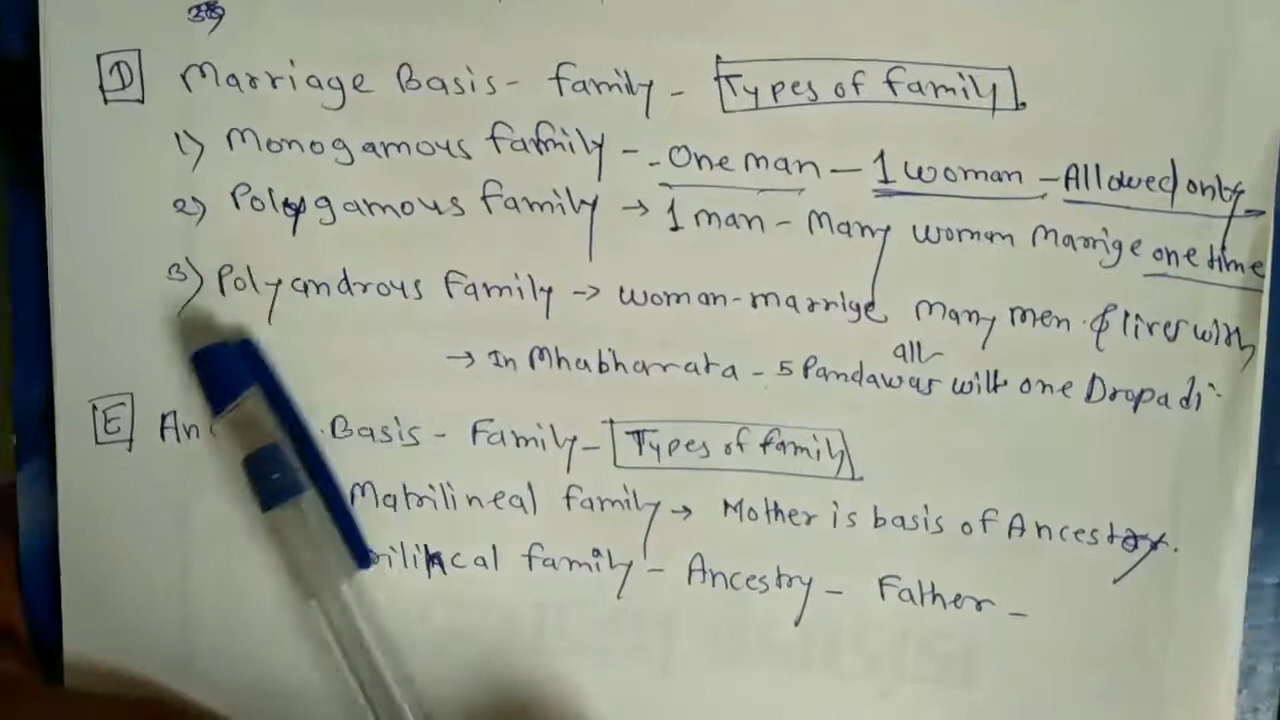 D Marriage Basis - family - Types of family
1) Monogamous family - - One man - 1 woman - Allowed only
2) Polygamous family → 1 man - Many women Marrige one time
3) Polyandrous family → woman - marrige many men & lives with all
→ In Mhabharata - 5 Pandawas with one Dropadi
E Basis - Family - Types of family
Matrilineal family → Mother is basis of Ancestry.
family - Ancestry - Father -